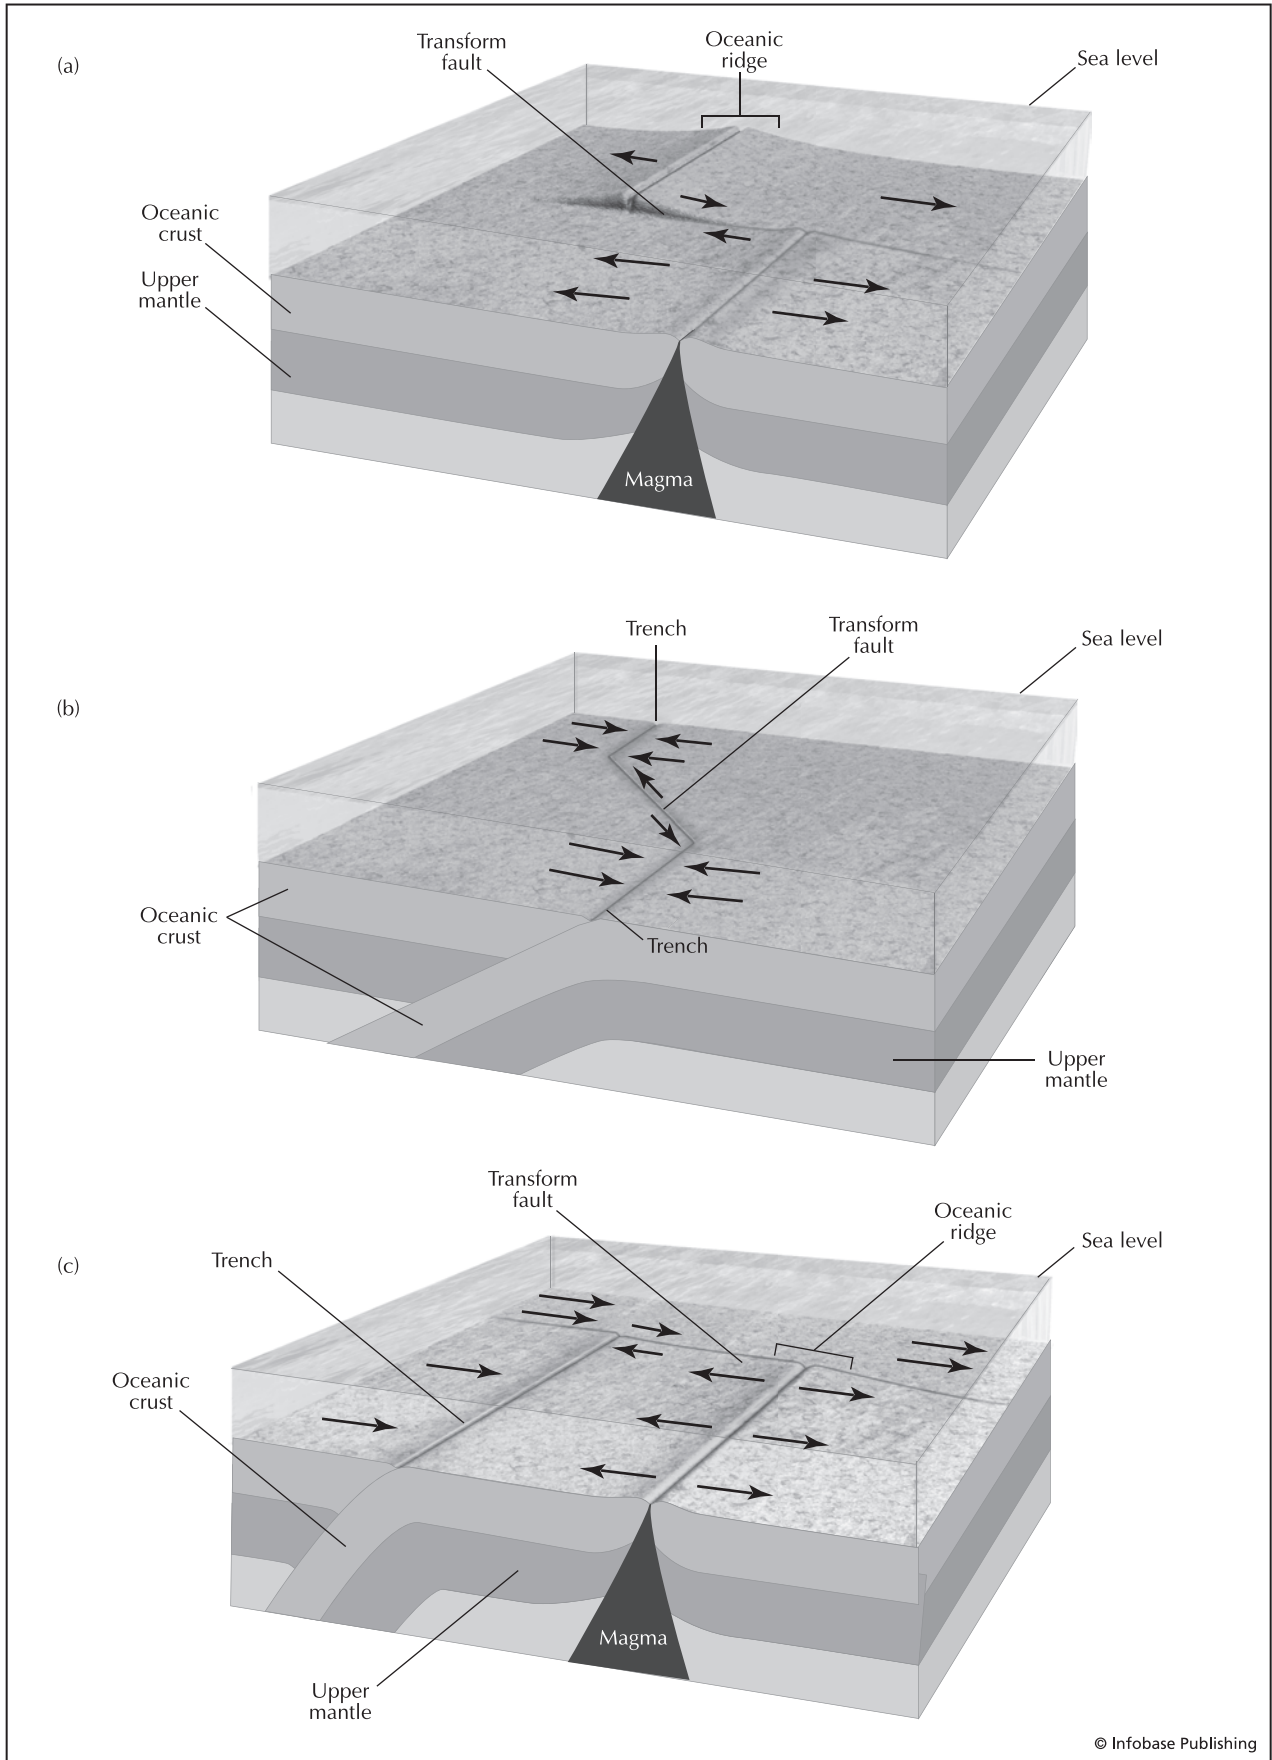 (a)
Transform
fault
Oceanic
ridge
Sea level
Oceanic
crust
Upper
mantle
Magma
(b)
Trench
Transform
fault
Sea level
Oceanic
crust
Trench
Upper
mantle
(c)
Transform
fault
Oceanic
ridge
Sea level
Trench
Oceanic
crust
Magma
Upper
mantle
© Infobase Publishing